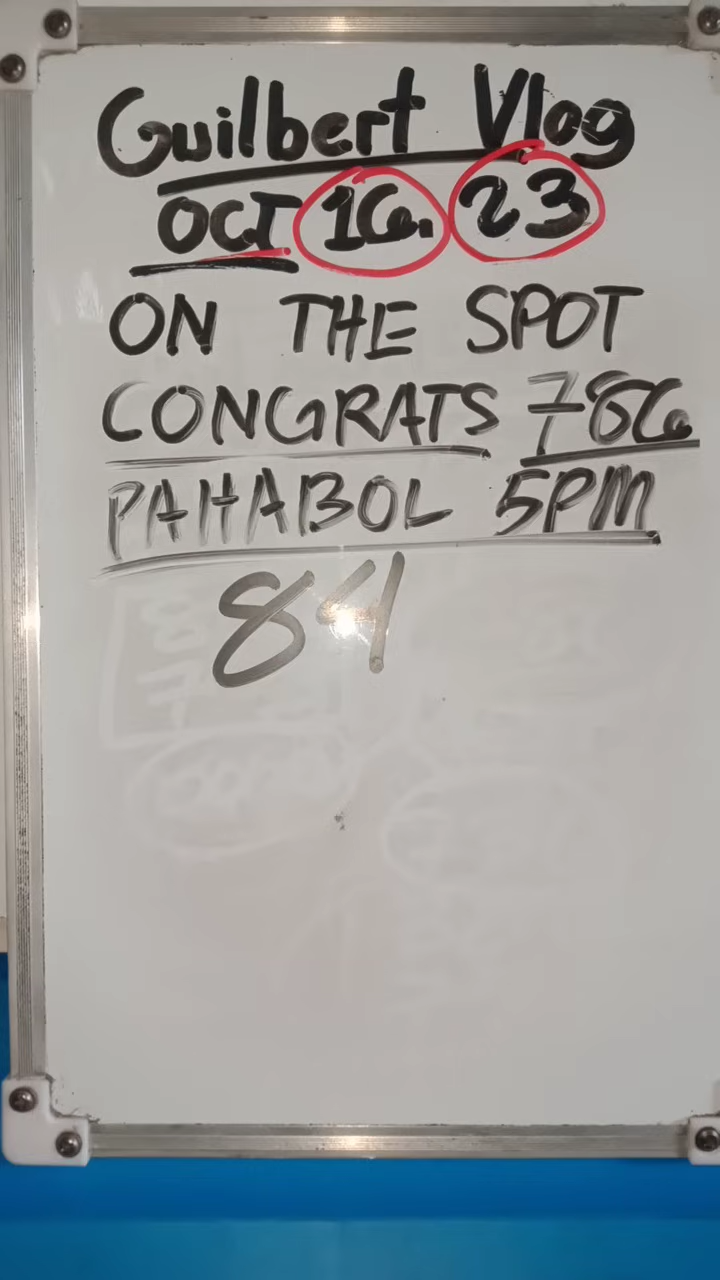 Guilbert Vlog
OCT 16. 23
ON THE SPOT
CONGRATS 786
PAHABOL 5PM
84